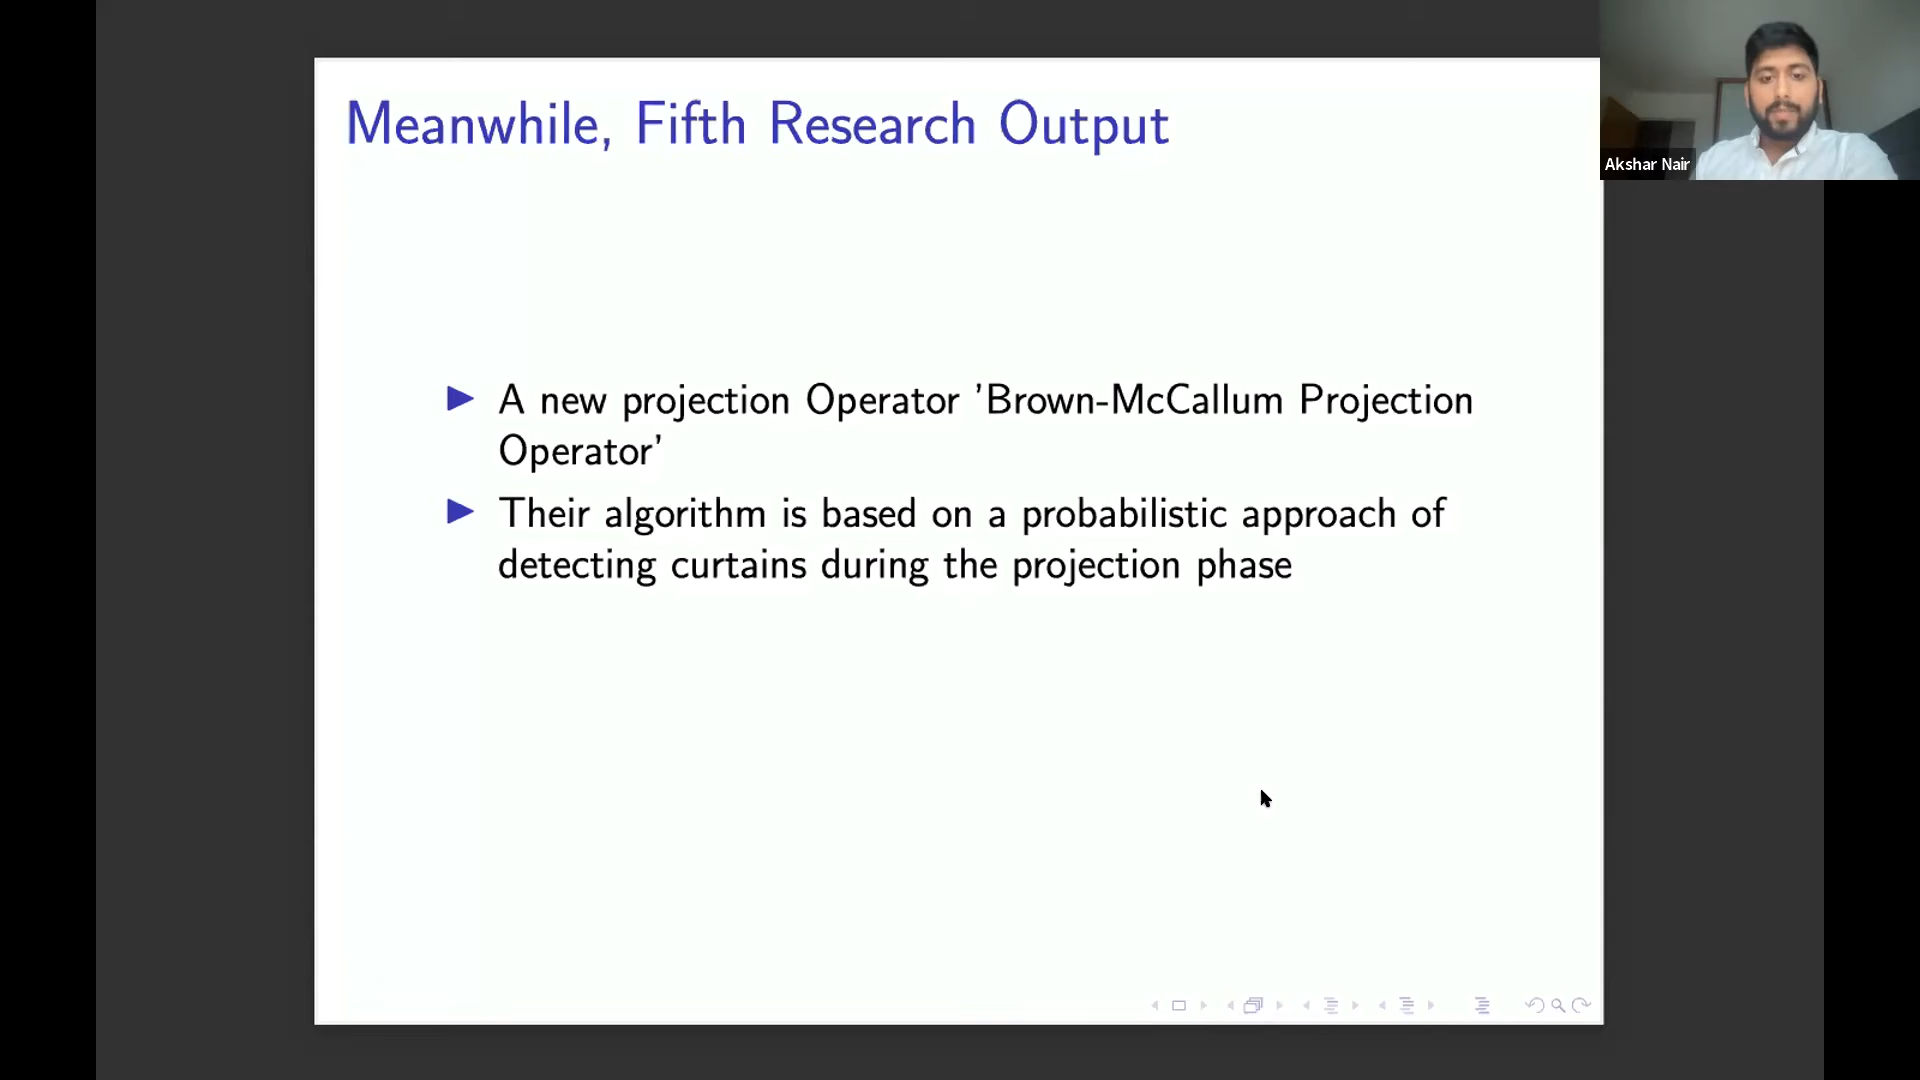 Meanwhile, Fifth Research Output
Akshar Nair
A new projection Operator 'Brown-McCallum Projection
Operator'
Their algorithm is based on a probabilistic approach of
detecting curtains during the projection phase